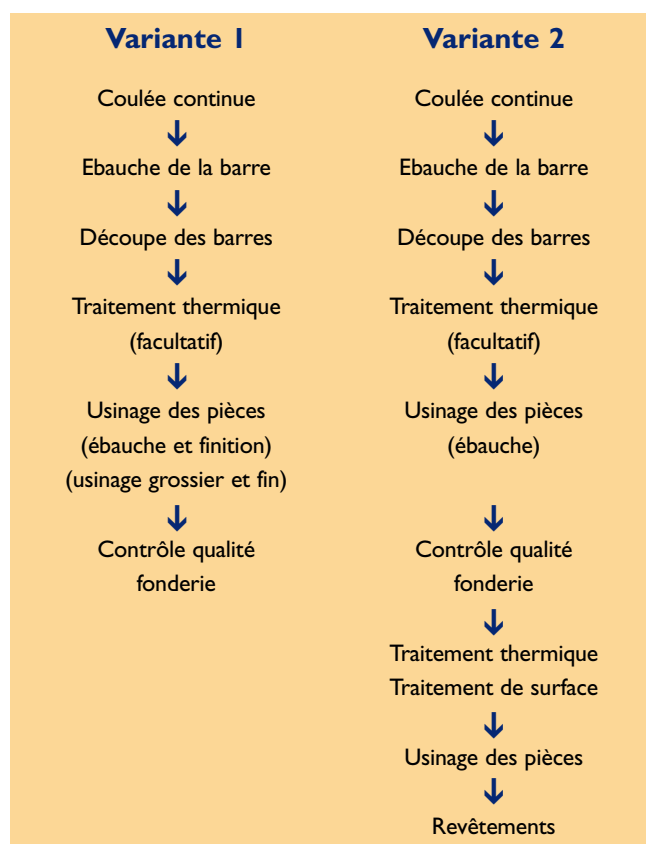 Variante 1
Coulée continue
Ebauche de la barre
Découpe des barres
Traitement thermique
(facultatif)
Usinage des pièces
(ébauche et finition)
(usinage grossier et fin)
Contrôle qualité
fonderie
Variante 2
Coulée continue
Ebauche de la barre
Découpe des barres
Traitement thermique
(facultatif)
Usinage des pièces
(ébauche)
Contrôle qualité
fonderie
Traitement thermique
Traitement de surface
Usinage des pièces
Revêtements